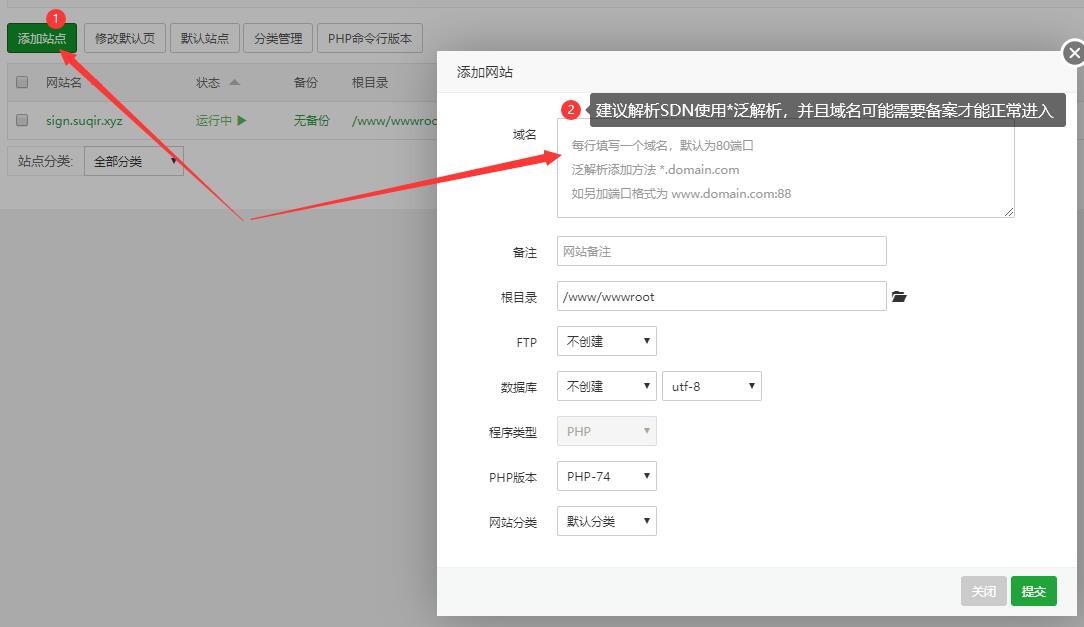 1
添加站点 修改默认页 默认站点 分类管理 PHP命令行版本
网站名 状态 备份 根目录
sign.suqir.xyz 运行中 无备份 /www/wwwroo
站点分类: 全部分类
添加网站
2 建议解析SDN使用*泛解析，并且域名可能需要备案才能正常进入
域名
每行填写一个域名，默认为80端口
泛解析添加方法 *.domain.com
如另加端口格式为 www.domain.com:88
备注 网站备注
根目录 /www/wwwroot
FTP 不创建
数据库 不创建 utf-8
程序类型 PHP
PHP版本 PHP-74
网站分类 默认分类
关闭 提交